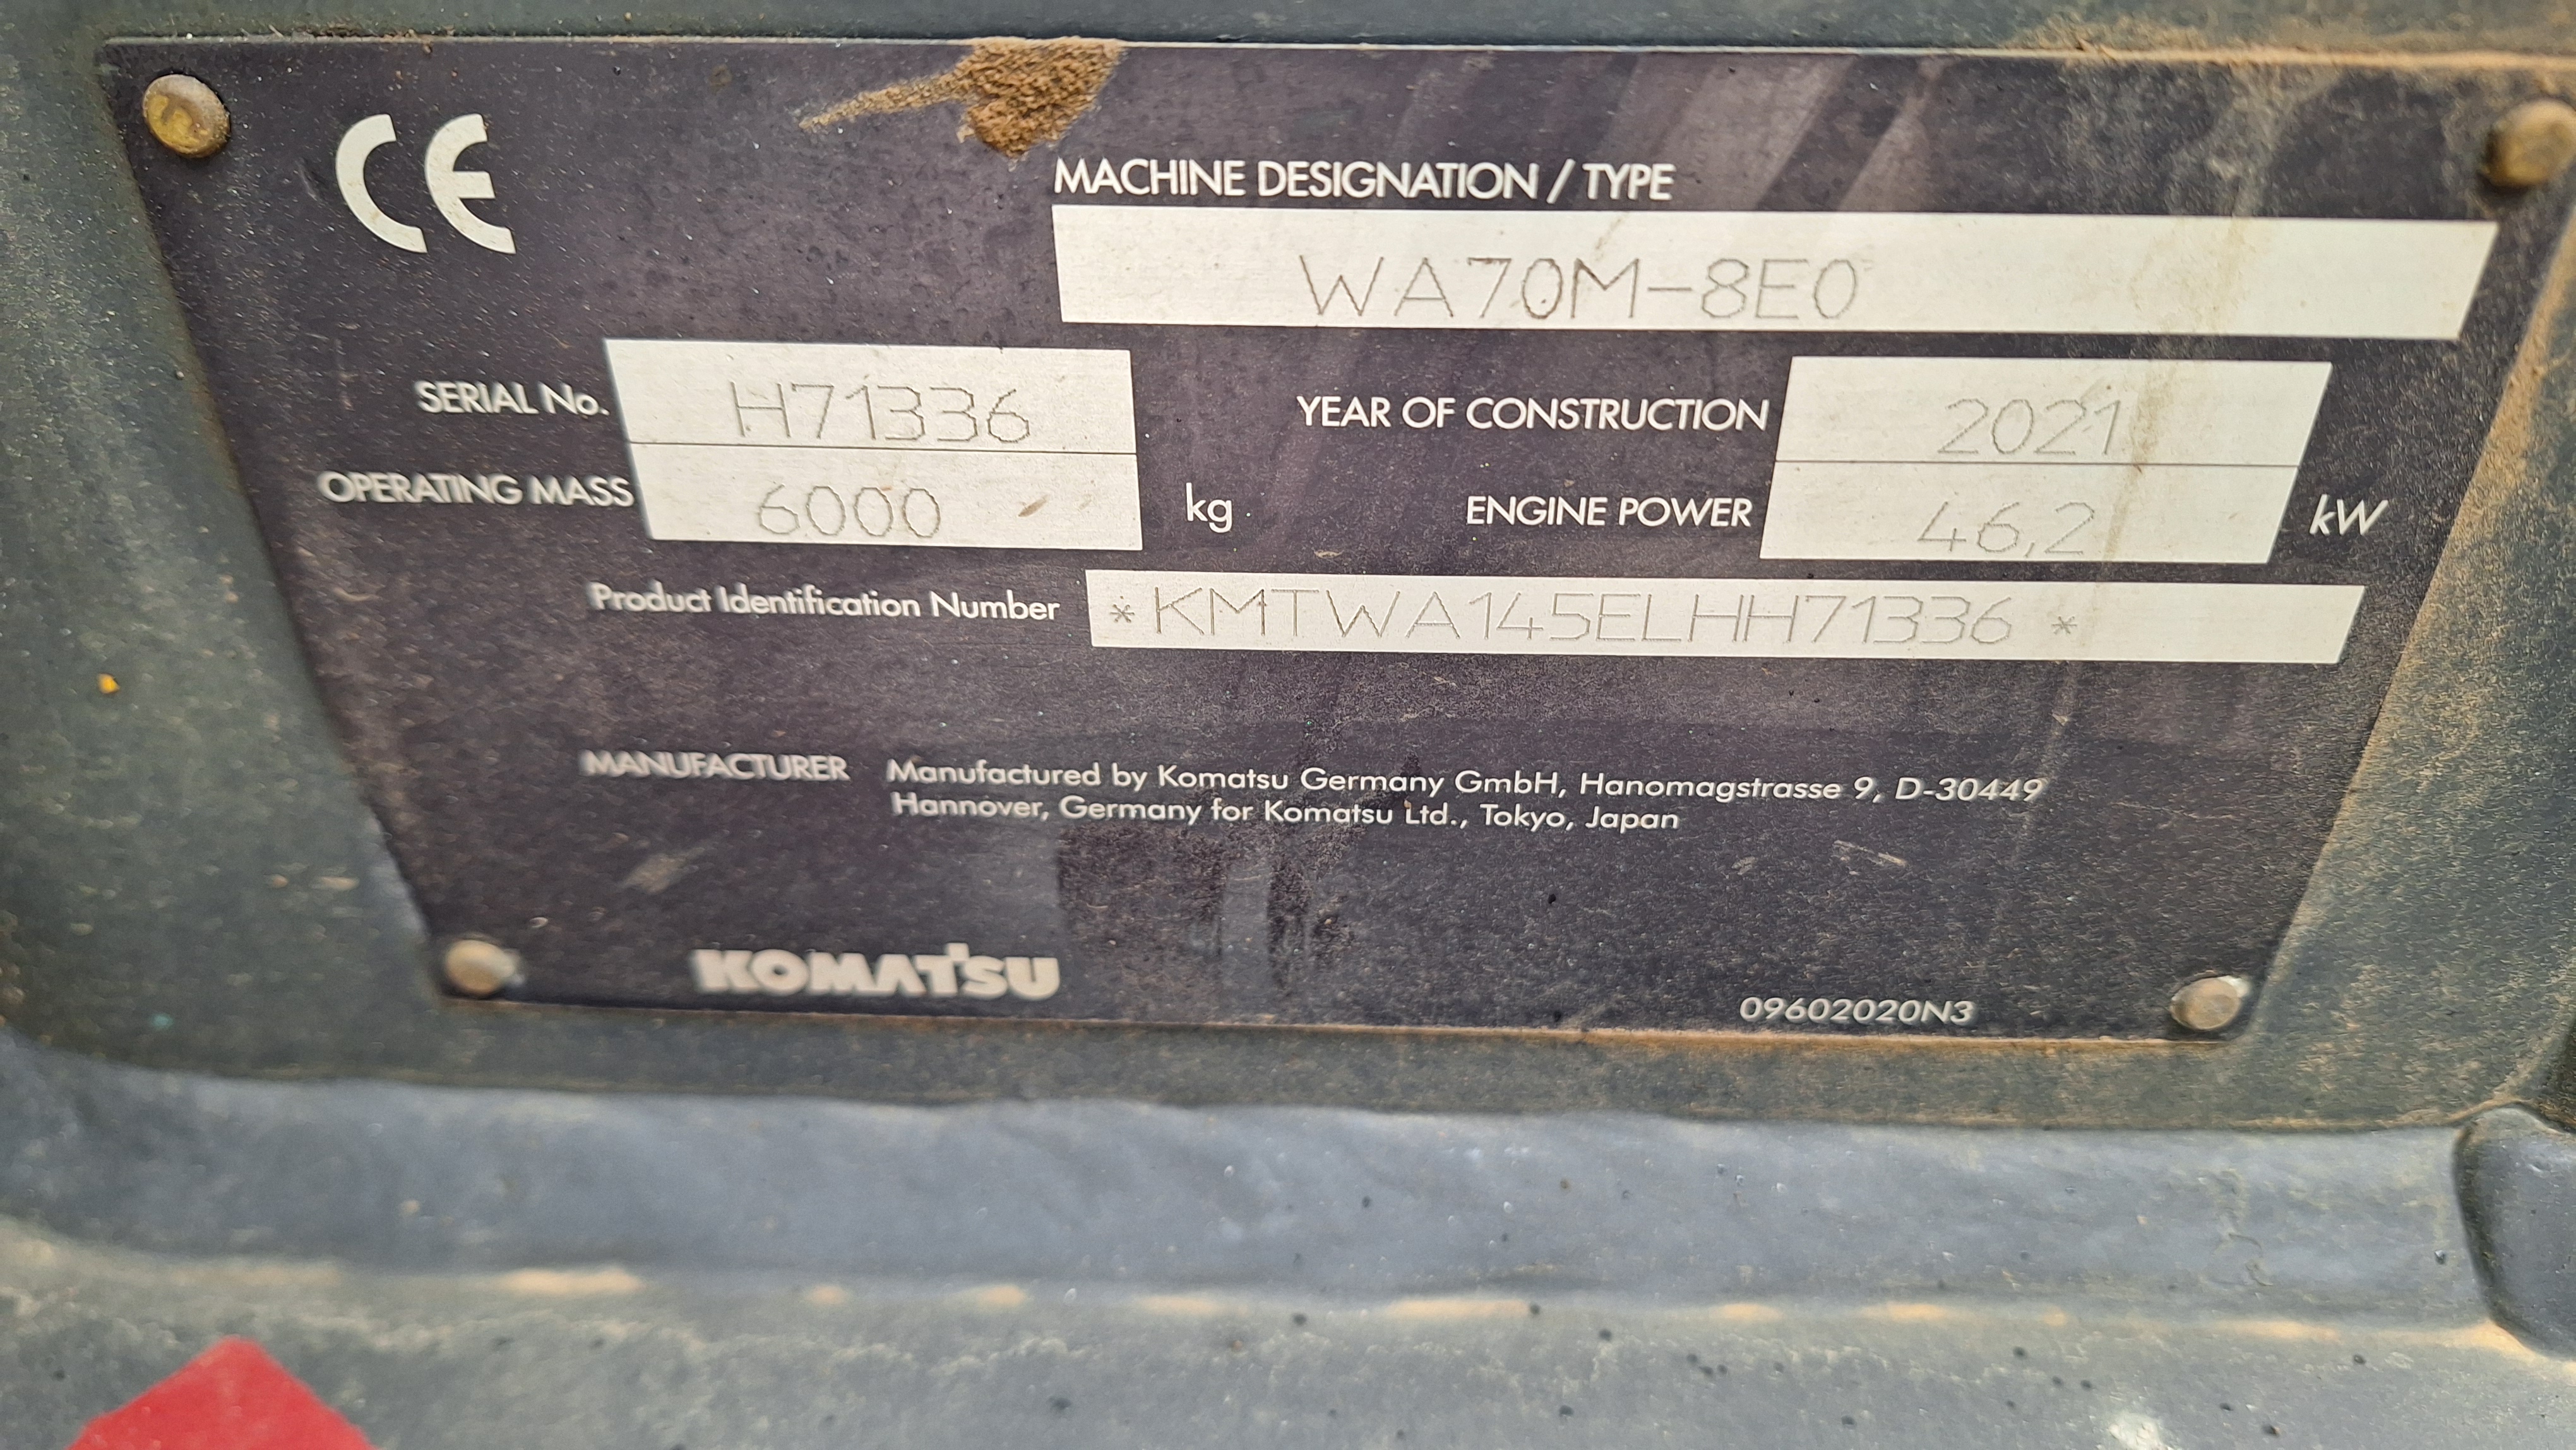 CE
MACHINE DESIGNATION / TYPE
WA70M-8E0
SERIAL No. H71336
YEAR OF CONSTRUCTION 2021
OPERATING MASS 6000 kg
ENGINE POWER 46,2 kW
Product Identification Number *KMTWA145ELHH71336*
MANUFACTURER Manufactured by Komatsu Germany GmbH, Hanomagstrasse 9, D-30449
Hannover, Germany for Komatsu Ltd., Tokyo, Japan
KOMATSU
09602020N3